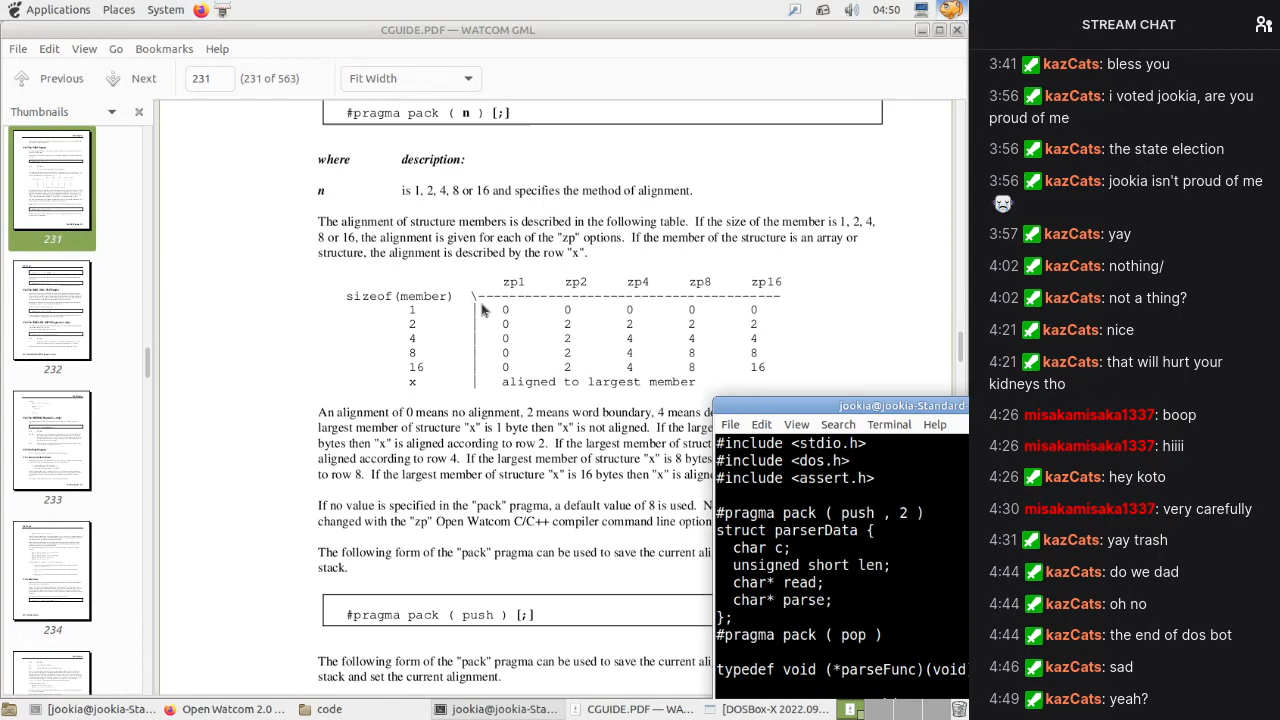 Applications Places System 04:50
CGUIDE.PDF — WATCOM GML
File Edit View Go Bookmarks Help
Previous Next 231 (231 of 563) Fit Width
Thumbnails
231
232
233
234
#pragma pack ( n ) [;]
where description:
n is 1, 2, 4, 8 or 16 and specifies the method of alignment.
The alignment of structure members is described in the following table. If the size of the member is 1, 2, 4,
8 or 16, the alignment is given for each of the "zp" options. If the member of the structure is an array or
structure, the alignment is described by the row "x".
zp1 zp2 zp4 zp8 zp16
sizeof(member) ---------------------------------------
1 | 0 0 0 0 0
2 | 0 2 2 2 2
4 | 0 2 4 4 4
8 | 0 2 4 8 8
16 | 0 2 4 8 16
x | aligned to largest member
An alignment of 0 means no alignment, 2 means word boundary, 4 means d
largest member of structure "x" is 1 byte then "x" is not aligned. If the larg
bytes then "x" is aligned according to row 2. If the largest member of struct
aligned according to row 4. If the largest member of structure "x" is 8 bytes
to row 8. If the largest member of structure "x" is 16 bytes then "x" is align
If no value is specified in the "pack" pragma, a default value of 8 is used. N
changed with the "zp" Open Watcom C/C++ compiler command line option
The following form of the "pack" pragma can be used to save the current ali
stack.
#pragma pack ( push ) [;]
The following form of the "pack" pragma can be used to save the current ali
stack and set the current alignment.
jookia@jookia-Standard-
File Edit View Search Terminal Help
#include <stdio.h>
#include <dos.h>
#include <assert.h>
#pragma pack ( push , 2 )
struct parserData {
char c;
unsigned short len;
char* read;
char* parse;
};
#pragma pack ( pop )
typedef void (*parseFunc)(void
[jookia@jookia-Sta... Open Watcom 2.0 ... cc jookia@jookia-Sta... CGUIDE.PDF — WA... [DOSBox-X 2022.09...
STREAM CHAT
3:41 kazCats: bless you
3:56 kazCats: i voted jookia, are you
proud of me
3:56 kazCats: the state election
3:56 kazCats: jookia isn't proud of me
3:57 kazCats: yay
4:02 kazCats: nothing/
4:02 kazCats: not a thing?
4:21 kazCats: nice
4:21 kazCats: that will hurt your
kidneys tho
4:26 misakamisaka1337: boop
4:26 misakamisaka1337: hiiii
4:26 kazCats: hey koto
4:30 misakamisaka1337: very carefully
4:31 kazCats: yay trash
4:44 kazCats: do we dad
4:44 kazCats: oh no
4:44 kazCats: the end of dos bot
4:46 kazCats: sad
4:49 kazCats: yeah?